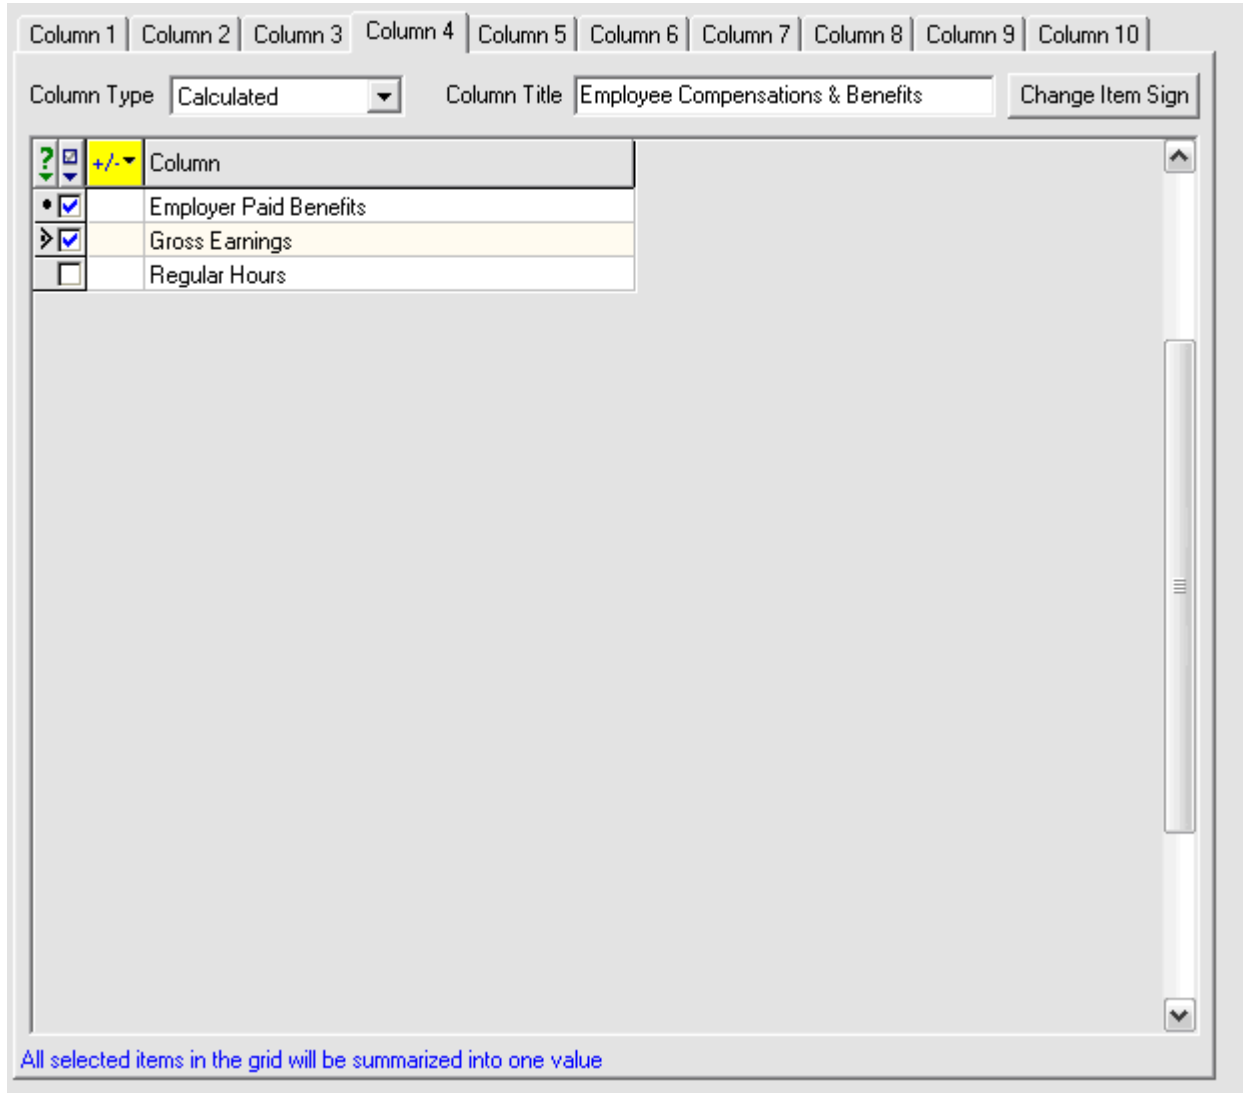 Column 1 Column 2 Column 3 Column 4 Column 5 Column 6 Column 7 Column 8 Column 9 Column 10
Column Type Calculated Column Title Employee Compensations & Benefits Change Item Sign
? +/- Column
Employer Paid Benefits
Gross Earnings
Regular Hours
All selected items in the grid will be summarized into one value